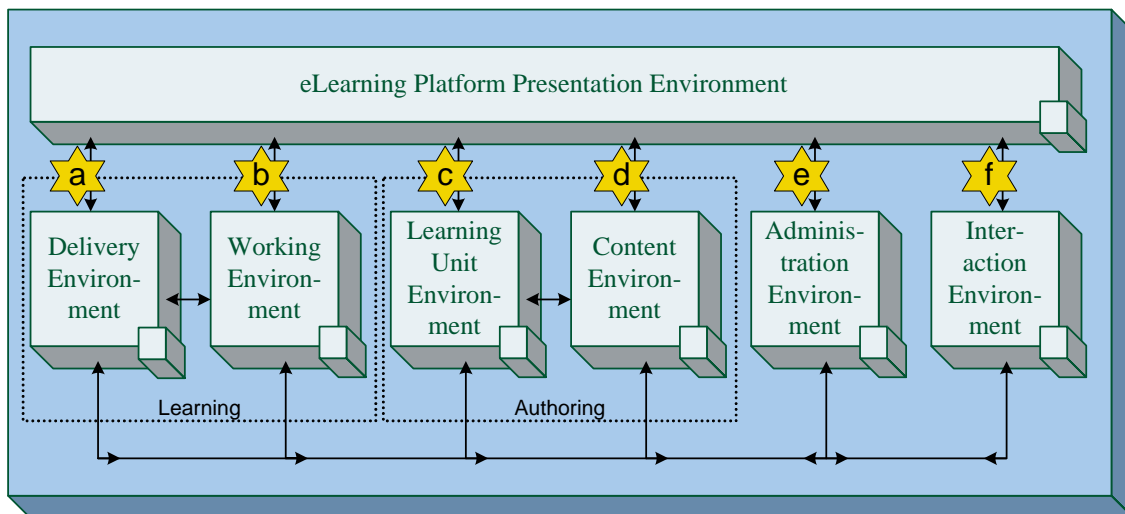 eLearning Platform Presentation Environment
a
b
c
d
e
f
Delivery
Environ-
ment
Working
Environ-
ment
Learning
Unit
Environ-
ment
Content
Environ-
ment
Adminis-
tration
Environ-
ment
Inter-
action
Environ-
ment
Learning
Authoring